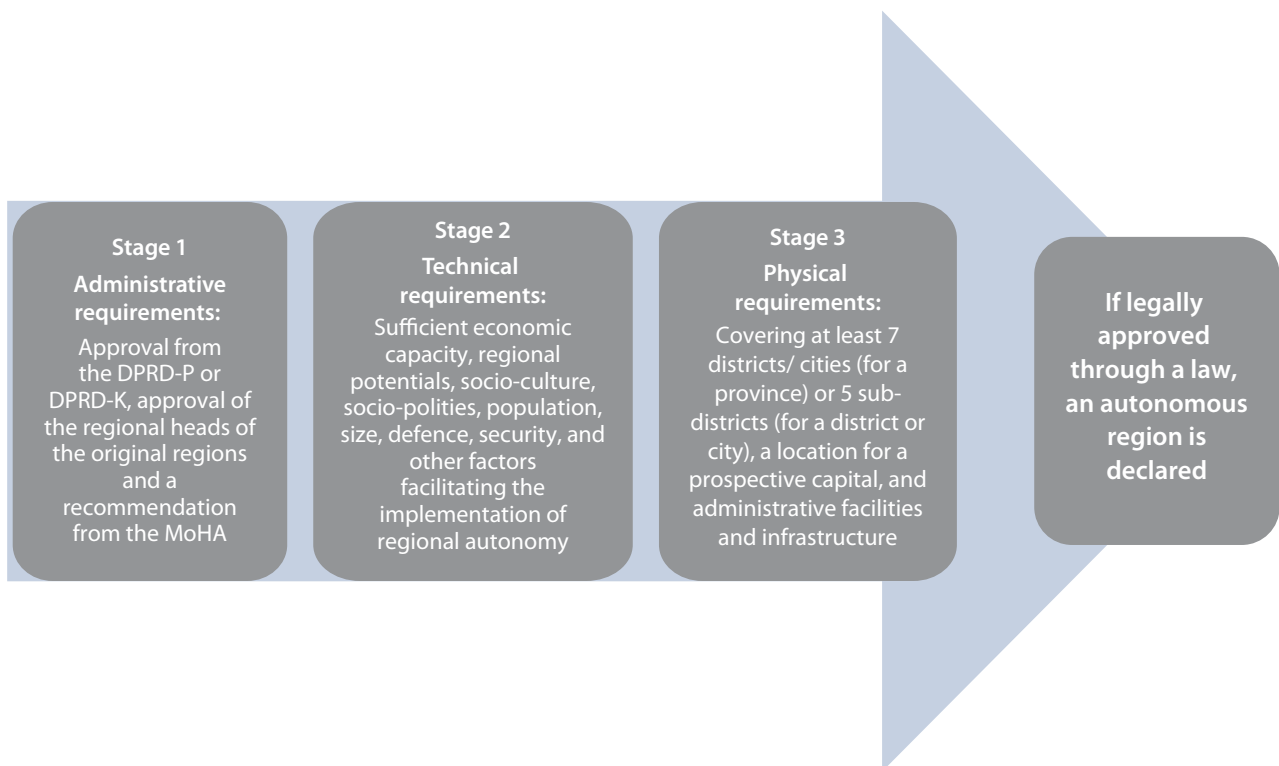 Stage 1
Administrative
requirements:
Approval from
the DPRD-P or
DPRD-K, approval of
the regional heads of
the original regions
and a
recommendation
from the MoHA
Stage 2
Technical
requirements:
Sufficient economic
capacity, regional
potentials, socio-culture,
socio-polities, population,
size, defence, security, and
other factors
facilitating the
implementation of
regional autonomy
Stage 3
Physical
requirements:
Covering at least 7
districts/ cities (for a
province) or 5 sub-
districts (for a district or
city), a location for a
prospective capital, and
administrative facilities
and infrastructure
If legally
approved
through a law,
an autonomous
region is
declared